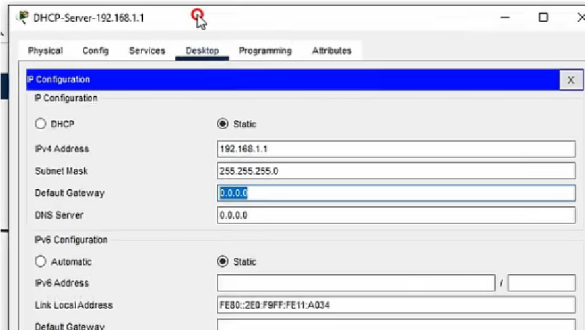 DHCP-Server-192.168.1.1
Physical Config Services Desktop Programming Attributes
IP Configuration X
IP Configuration
DHCP Static
IPv4 Address 192.168.1.1
Subnet Mask 255.255.255.0
Default Gateway 0.0.0.0
DNS Server 0.0.0.0
IPv6 Configuration
Automatic Static
IPv6 Address /
Link Local Address FE80::2E0:F9FF:FE11:A034
Default Gateway